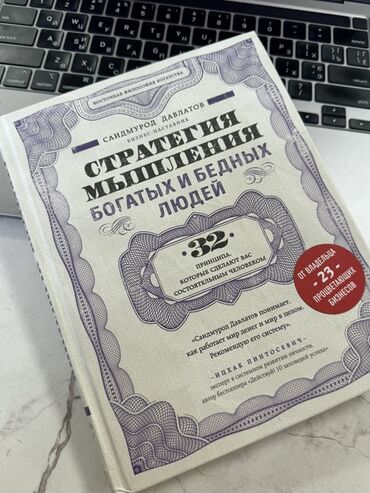 ВОСТОЧНАЯ ФИЛОСОФИЯ БОГАТСТВА
САИДМУРОД ДАВЛАТОВ
БИЗНЕС-НАСТАВНИК
СТРАТЕГИЯ
МЫШЛЕНИЯ
БОГАТЫХ И БЕДНЫХ
ЛЮДЕЙ
32
ПРИНЦИПА,
КОТОРЫЕ СДЕЛАЮТ ВАС
СОСТОЯТЕЛЬНЫМ ЧЕЛОВЕКОМ
ОТ ВЛАДЕЛЬЦА
- 23 -
ПРОЦВЕТАЮЩИХ
БИЗНЕСОВ
«Саидмурод Давлатов понимает,
как работает мир денег и мир в целом.
Рекомендую его систему».
–ИЦХАК ПИНТОСЕВИЧ–
эксперт в системном развитии личности,
автор бестселлера «Действуй! 10 заповедей успеха»